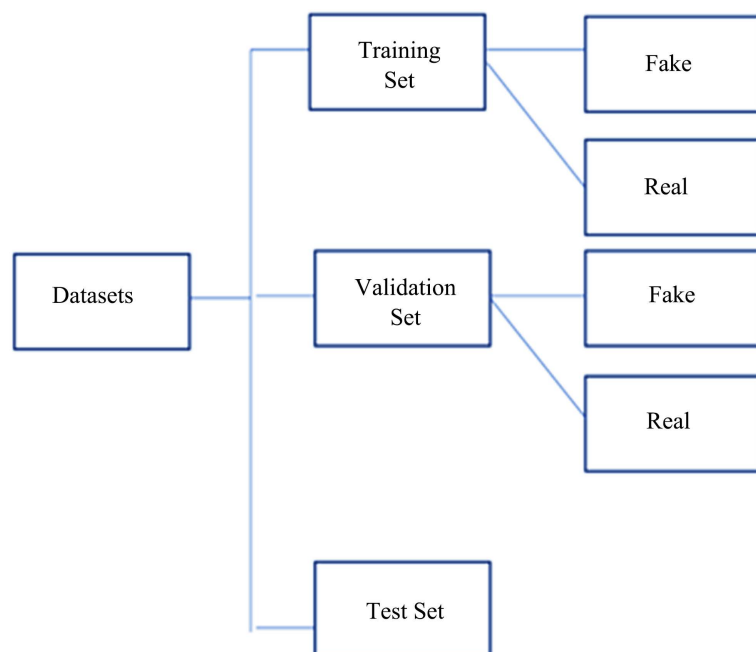 Training
Set
Fake
Real
Datasets
Validation
Set
Fake
Real
Test Set